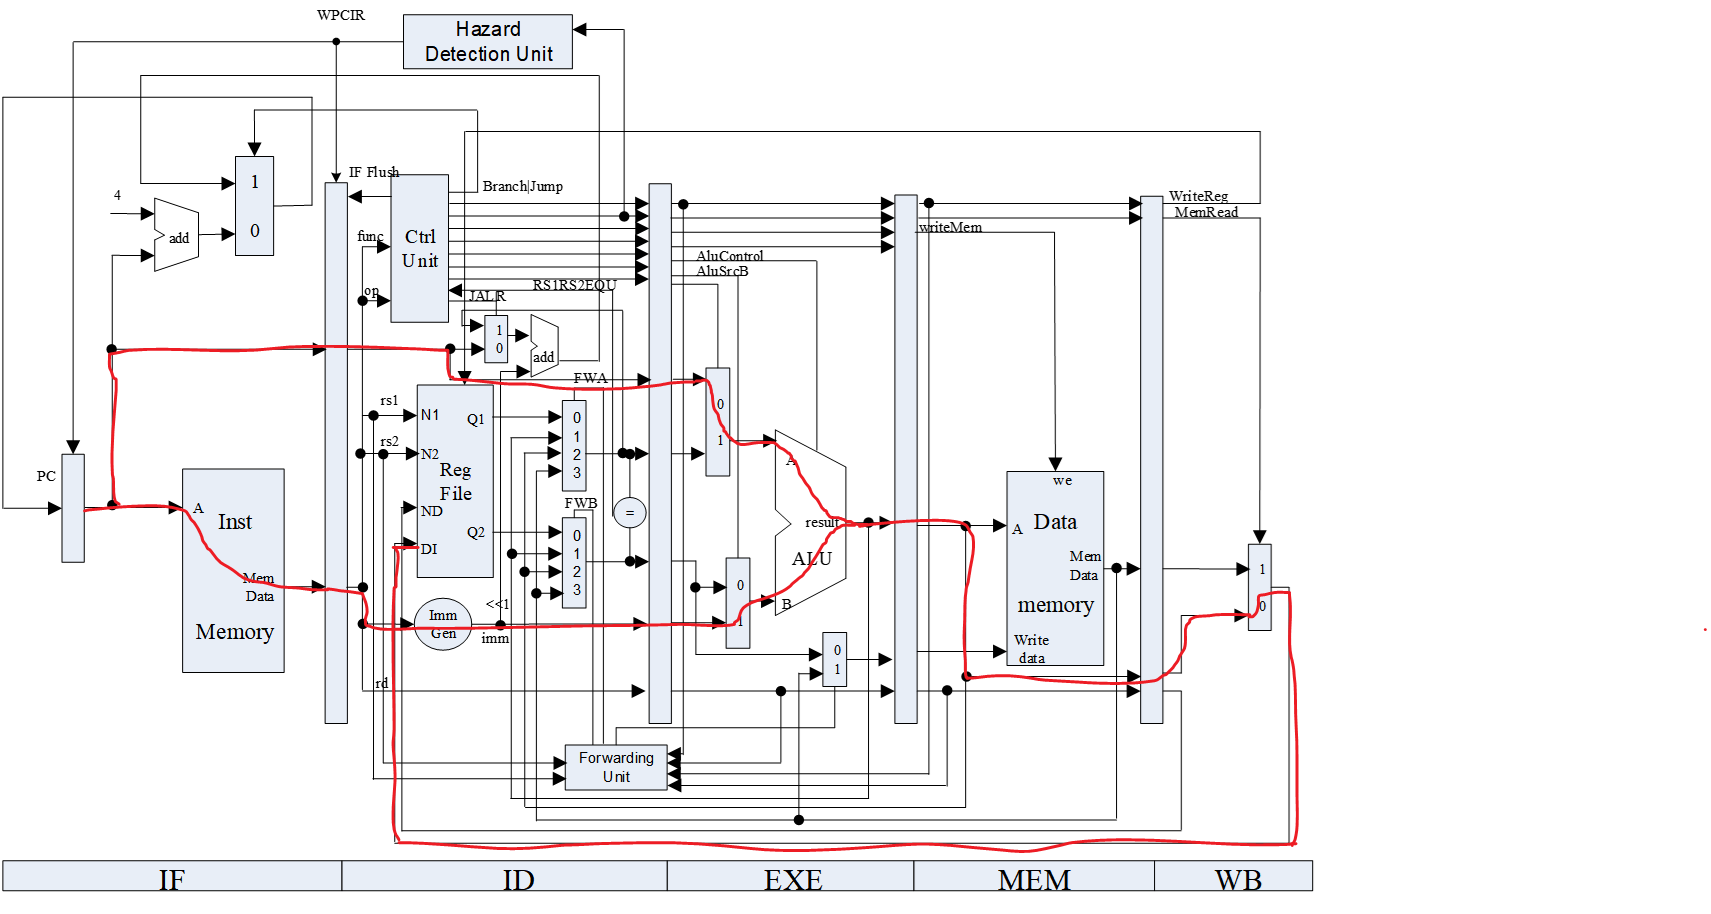 WPCIR
Hazard
Detection Unit
IF Flush
Branch|Jump
WriteReg
MemRead
1
4
0
add
func
Ctrl
Unit
writeMem
AluControl
AluSrcB
op
JALR
RS1RS2EQU
1
0
add
FWA
rs1
N1
Q1
0
1
2
3
0
1
rs2
N2
Reg
File
PC
A
Inst
Memory
Mem
Data
ND
DI
Q2
FWB
=
0
1
2
3
A
result
ALU
B
we
A
Data
memory
Mem
Data
Write
data
1
0
Imm
Gen
<<1
imm
0
1
0
1
rd
Forwarding
Unit
IF
ID
EXE
MEM
WB